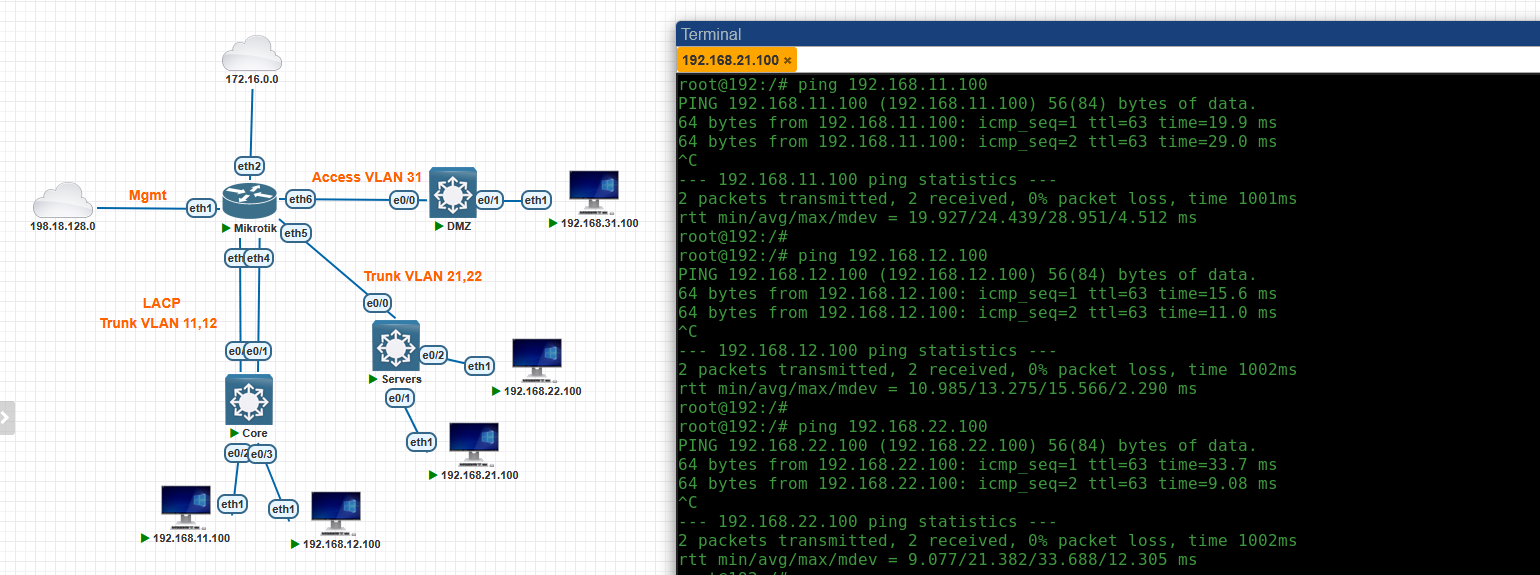 172.16.0.0
eth2
Mgmt
198.18.128.0
eth1
Mikrotik
eth6
Access VLAN 31
e0/0
e0/1
eth1
DMZ
192.168.31.100
eth5
eth4
Trunk VLAN 21,22
e0/0
LACP
Trunk VLAN 11,12
e0/1
Servers
e0/2
eth1
192.168.22.100
e0/1
eth1
192.168.21.100
Core
e0/2
e0/3
eth1
192.168.11.100
eth1
192.168.12.100
Terminal
192.168.21.100 ×
root@192:/# ping 192.168.11.100
PING 192.168.11.100 (192.168.11.100) 56(84) bytes of data.
64 bytes from 192.168.11.100: icmp_seq=1 ttl=63 time=19.9 ms
64 bytes from 192.168.11.100: icmp_seq=2 ttl=63 time=29.0 ms
^C
--- 192.168.11.100 ping statistics ---
2 packets transmitted, 2 received, 0% packet loss, time 1001ms
rtt min/avg/max/mdev = 19.927/24.439/28.951/4.512 ms
root@192:/#
root@192:/# ping 192.168.12.100
PING 192.168.12.100 (192.168.12.100) 56(84) bytes of data.
64 bytes from 192.168.12.100: icmp_seq=1 ttl=63 time=15.6 ms
64 bytes from 192.168.12.100: icmp_seq=2 ttl=63 time=11.0 ms
^C
--- 192.168.12.100 ping statistics ---
2 packets transmitted, 2 received, 0% packet loss, time 1002ms
rtt min/avg/max/mdev = 10.985/13.275/15.566/2.290 ms
root@192:/#
root@192:/# ping 192.168.22.100
PING 192.168.22.100 (192.168.22.100) 56(84) bytes of data.
64 bytes from 192.168.22.100: icmp_seq=1 ttl=63 time=33.7 ms
64 bytes from 192.168.22.100: icmp_seq=2 ttl=63 time=9.08 ms
^C
--- 192.168.22.100 ping statistics ---
2 packets transmitted, 2 received, 0% packet loss, time 1002ms
rtt min/avg/max/mdev = 9.077/21.382/33.688/12.305 ms